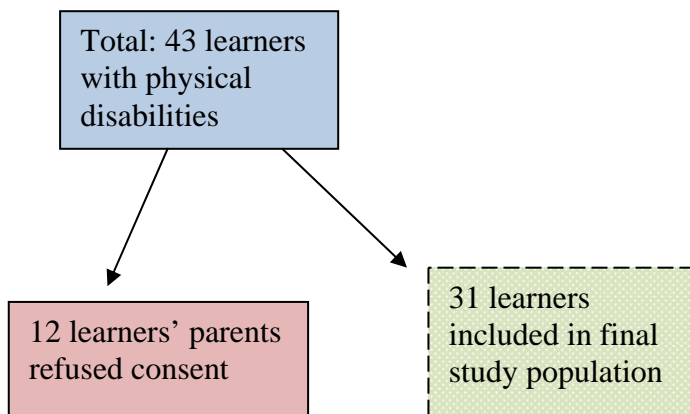 Total: 43 learners
with physical
disabilities
12 learners’ parents
refused consent
31 learners
included in final
study population